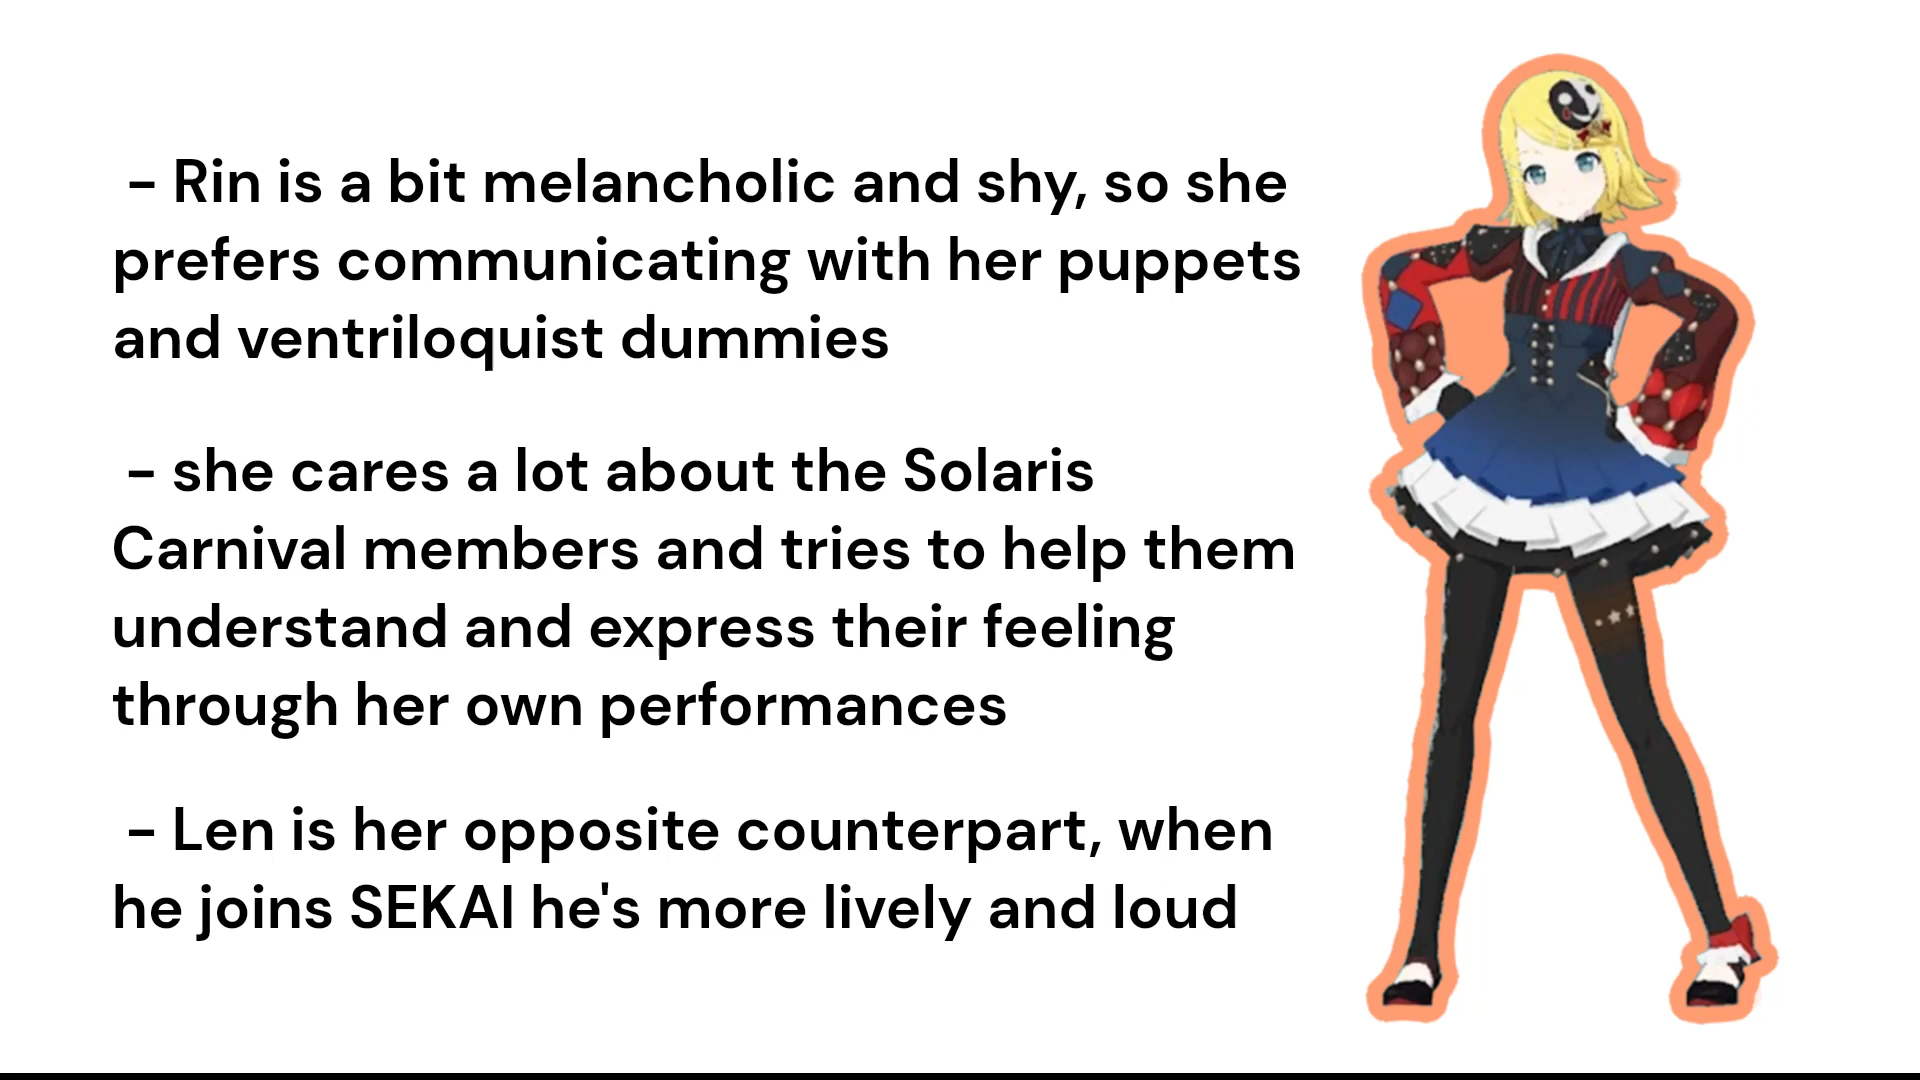 - Rin is a bit melancholic and shy, so she
prefers communicating with her puppets
and ventriloquist dummies
- she cares a lot about the Solaris
Carnival members and tries to help them
understand and express their feeling
through her own performances
- Len is her opposite counterpart, when
he joins SEKAI he's more lively and loud